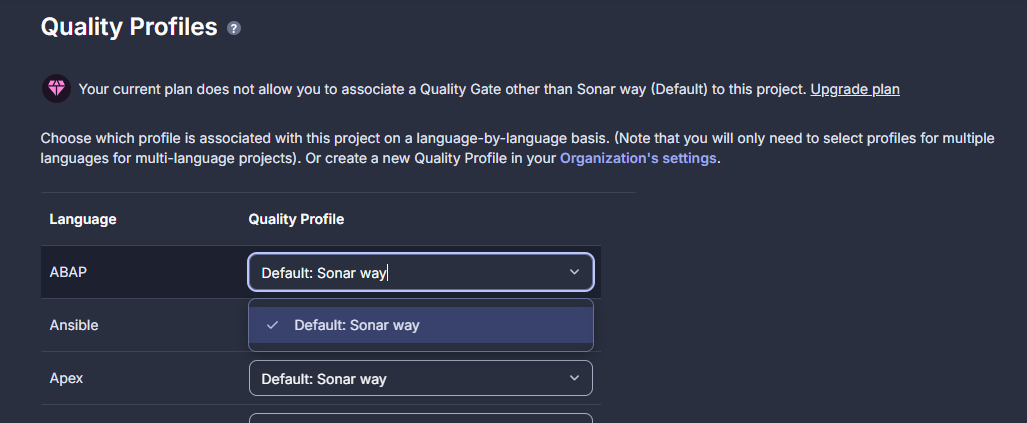 Quality Profiles ?
Your current plan does not allow you to associate a Quality Gate other than Sonar way (Default) to this project. Upgrade plan
Choose which profile is associated with this project on a language-by-language basis. (Note that you will only need to select profiles for multiple
languages for multi-language projects). Or create a new Quality Profile in your Organization's settings.
Language Quality Profile
ABAP Default: Sonar way
Ansible Default: Sonar way
Apex Default: Sonar way